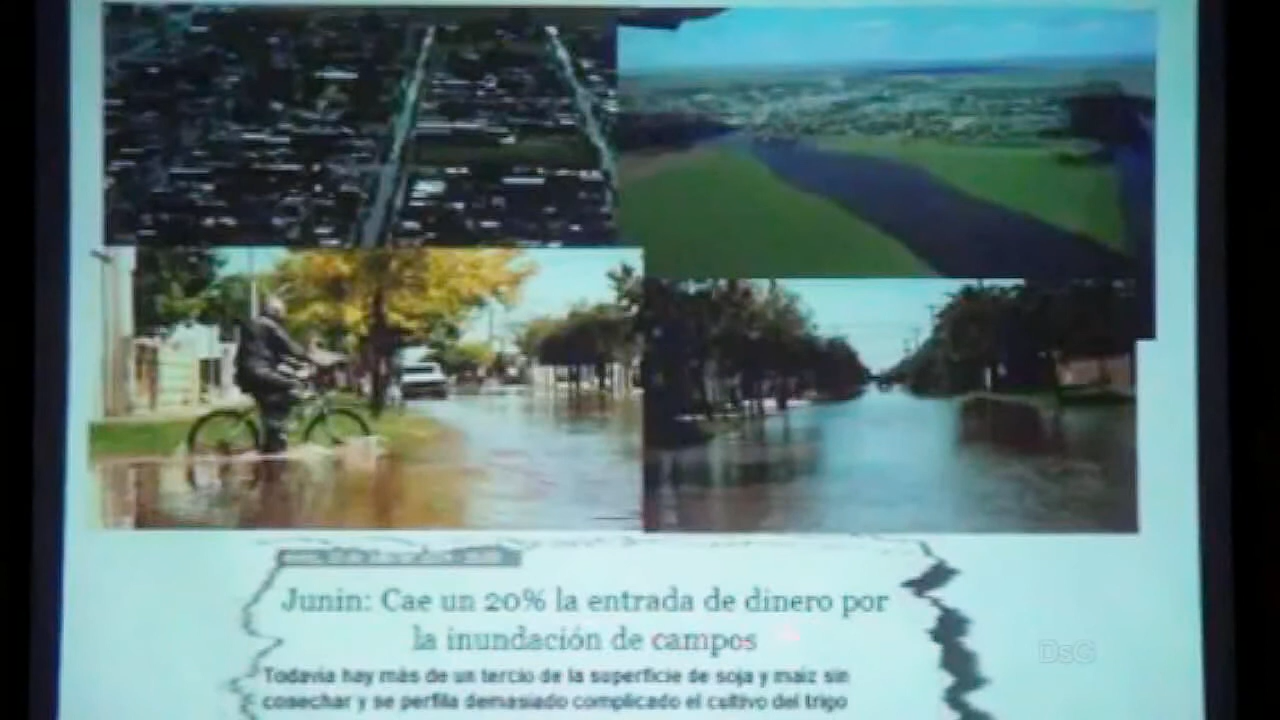 Junin: Cae un 20% la entrada de dinero por
la inundación de campos
Todavía hay más de un tercio de la superficie de soja y maíz sin
cosechar y se perfila demasiado complicado el cultivo del trigo
DsG